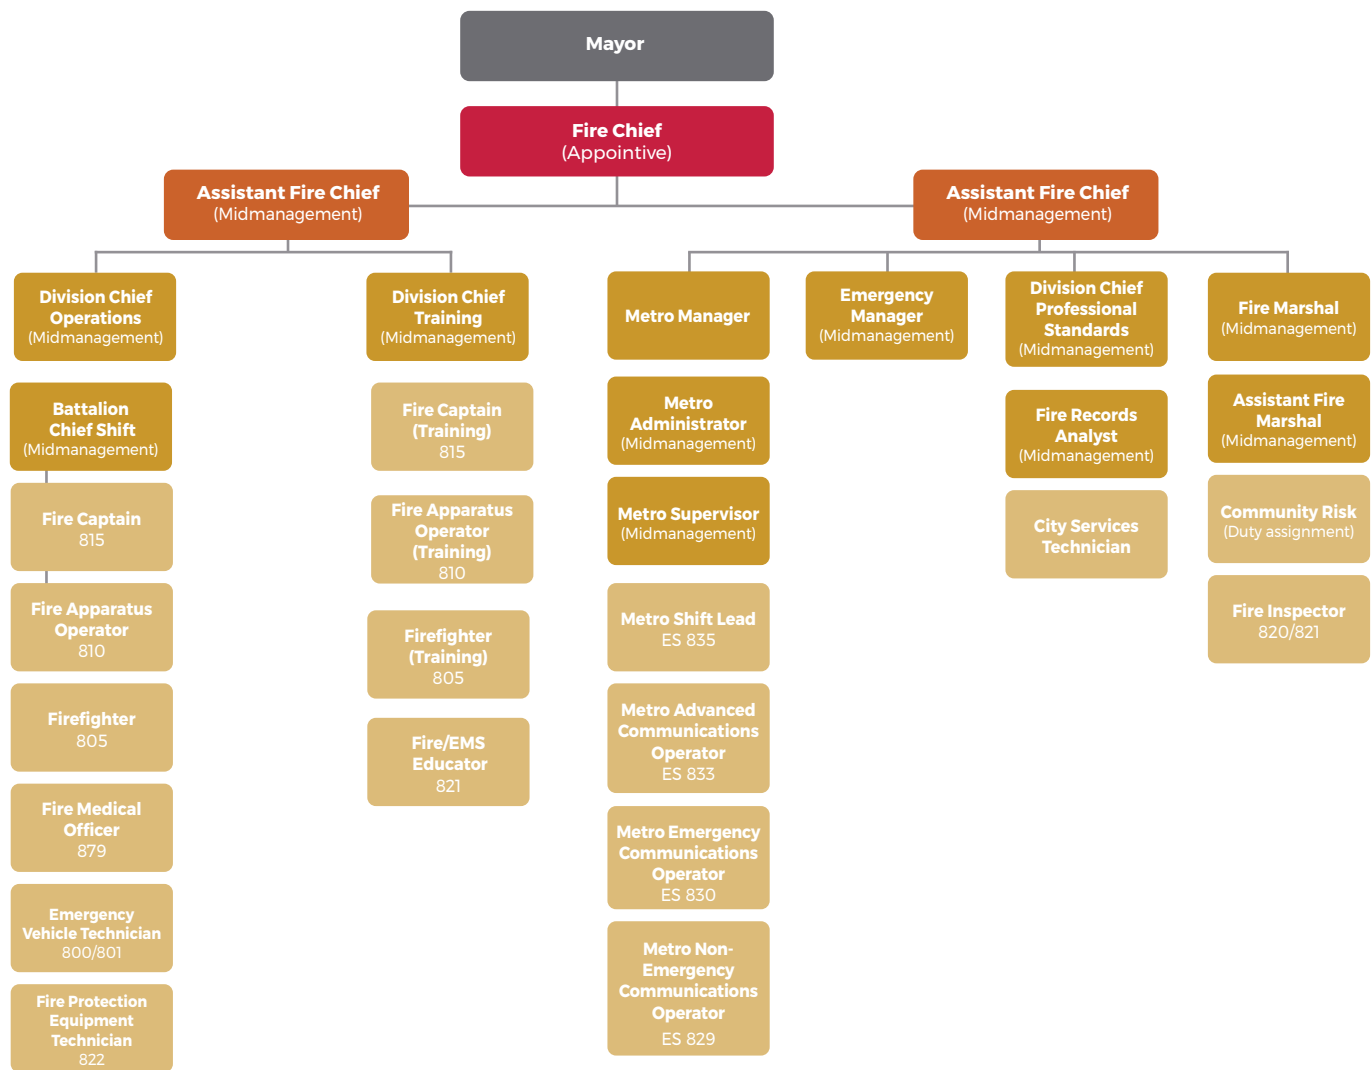 Mayor
Fire Chief
(Appointive)
Assistant Fire Chief
(Midmanagement)
Assistant Fire Chief
(Midmanagement)
Division Chief
Operations
(Midmanagement)
Battalion
Chief Shift
(Midmanagement)
Fire Captain
815
Fire Apparatus
Operator
810
Firefighter
805
Fire Medical
Officer
879
Emergency
Vehicle Technician
800/801
Fire Protection
Equipment
Technician
822
Division Chief
Training
(Midmanagement)
Fire Captain
(Training)
815
Fire Apparatus
Operator
(Training)
810
Firefighter
(Training)
805
Fire/EMS
Educator
821
Metro Manager
Metro
Administrator
(Midmanagement)
Metro Supervisor
(Midmanagement)
Metro Shift Lead
ES 835
Metro Advanced
Communications
Operator
ES 833
Metro Emergency
Communications
Operator
ES 830
Metro Non-
Emergency
Communications
Operator
ES 829
Emergency
Manager
(Midmanagement)
Division Chief
Professional
Standards
(Midmanagement)
Fire Records
Analyst
(Midmanagement)
City Services
Technician
Fire Marshal
(Midmanagement)
Assistant Fire
Marshal
(Midmanagement)
Community Risk
(Duty assignment)
Fire Inspector
820/821